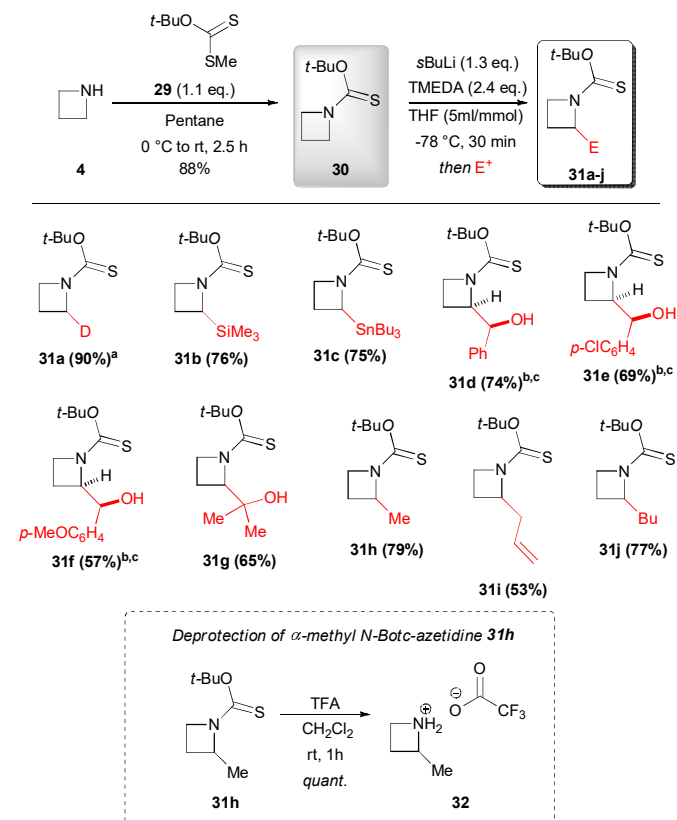 t-BuO
S
SMe
NH
4
29 (1.1 eq.)
Pentane
0 °C to rt, 2.5 h
88%
t-BuO
N
S
30
sBuLi (1.3 eq.)
TMEDA (2.4 eq.)
THF (5ml/mmol)
-78 °C, 30 min
then E+
t-BuO
N
S
E
31a-j
t-BuO
N
S
D
31a (90%)a
t-BuO
N
S
SiMe3
31b (76%)
t-BuO
N
S
SnBu3
31c (75%)
t-BuO
N
S
H
OH
Ph
31d (74%)b,c
t-BuO
N
S
H
OH
p-ClC6H4
31e (69%)b,c
t-BuO
N
S
H
OH
p-MeOC6H4
31f (57%)b,c
t-BuO
N
S
OH
Me
Me
31g (65%)
t-BuO
N
S
Me
31h (79%)
t-BuO
N
S
31i (53%)
t-BuO
N
S
Bu
31j (77%)
Deprotection of α-methyl N-Botc-azetidine 31h
t-BuO
N
S
Me
31h
TFA
CH2Cl2
rt, 1h
quant.
⊕
NH2
Me
32
O
⊖
O
CF3